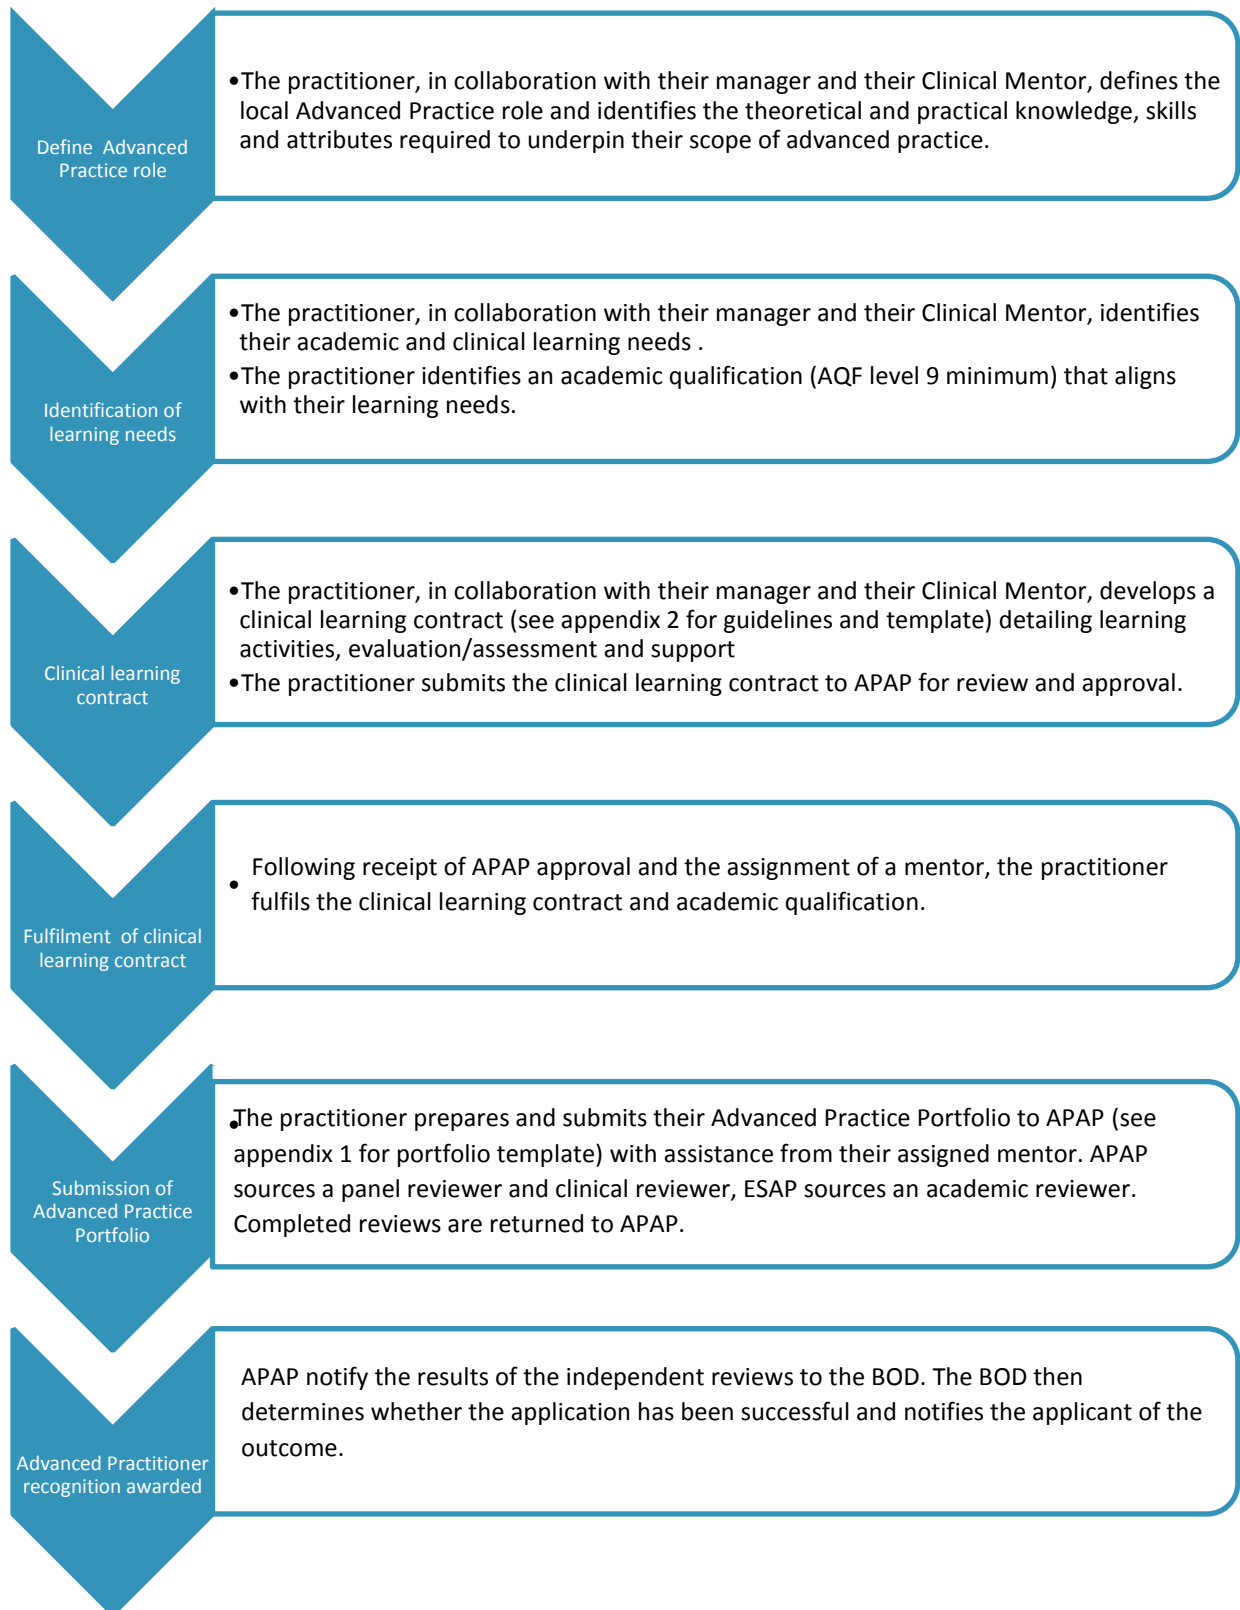 Define  Advanced
Practice role
•The practitioner, in collaboration with their manager and their Clinical Mentor, defines the
local Advanced Practice role and identifies the theoretical and practical knowledge, skills
and attributes required to underpin their scope of advanced practice.
Identification of
learning needs
•The practitioner, in collaboration with their manager and their Clinical Mentor, identifies
their academic and clinical learning needs .
•The practitioner identifies an academic qualification (AQF level 9 minimum) that aligns
with their learning needs.
Clinical learning
contract
•The practitioner, in collaboration with their manager and their Clinical Mentor, develops a
clinical learning contract (see appendix 2 for guidelines and template) detailing learning
activities, evaluation/assessment and support
•The practitioner submits the clinical learning contract to APAP for review and approval.
Fulfilment  of clinical
learning contract
• Following receipt of APAP approval and the assignment of a mentor, the practitioner
fulfils the clinical learning contract and academic qualification.
Submission of
Advanced Practice
Portfolio
•The practitioner prepares and submits their Advanced Practice Portfolio to APAP (see
appendix 1 for portfolio template) with assistance from their assigned mentor. APAP
sources a panel reviewer and clinical reviewer, ESAP sources an academic reviewer.
Completed reviews are returned to APAP.
Advanced Practitioner
recognition awarded
APAP notify the results of the independent reviews to the BOD. The BOD then
determines whether the application has been successful and notifies the applicant of the
outcome.